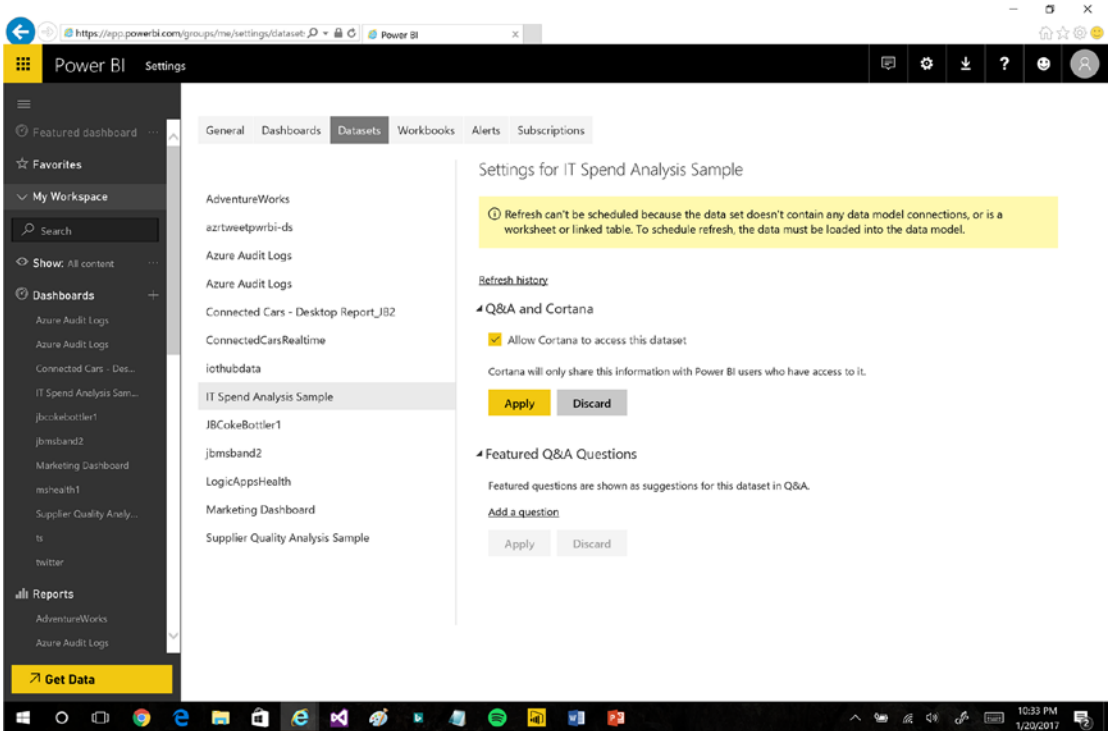 https://app.powerbi.com/groups/me/settings/dataset
Power BI
Power BI Settings
Featured dashboard
Favorites
My Workspace
Search
Show: All content
Dashboards
Azure Audit Logs
Azure Audit Logs
Connected Cars - Des...
IT Spend Analysis Sam...
jbcokebottler1
jbmsband2
Marketing Dashboard
mshealth1
Supplier Quality Analy...
ts
twitter
Reports
AdventureWorks
Azure Audit Logs
Get Data
General Dashboards Datasets Workbooks Alerts Subscriptions
AdventureWorks
azrtweetpwrbi-ds
Azure Audit Logs
Azure Audit Logs
Connected Cars - Desktop Report_JB2
ConnectedCarsRealtime
iothubdata
IT Spend Analysis Sample
JBCokeBottler1
jbmsband2
LogicAppsHealth
Marketing Dashboard
Supplier Quality Analysis Sample
Settings for IT Spend Analysis Sample
Refresh can't be scheduled because the data set doesn't contain any data model connections, or is a
worksheet or linked table. To schedule refresh, the data must be loaded into the data model.
Refresh history
Q&A and Cortana
Allow Cortana to access this dataset
Cortana will only share this information with Power BI users who have access to it.
Apply Discard
Featured Q&A Questions
Featured questions are shown as suggestions for this dataset in Q&A.
Add a question
Apply Discard
10:33 PM
1/20/2017